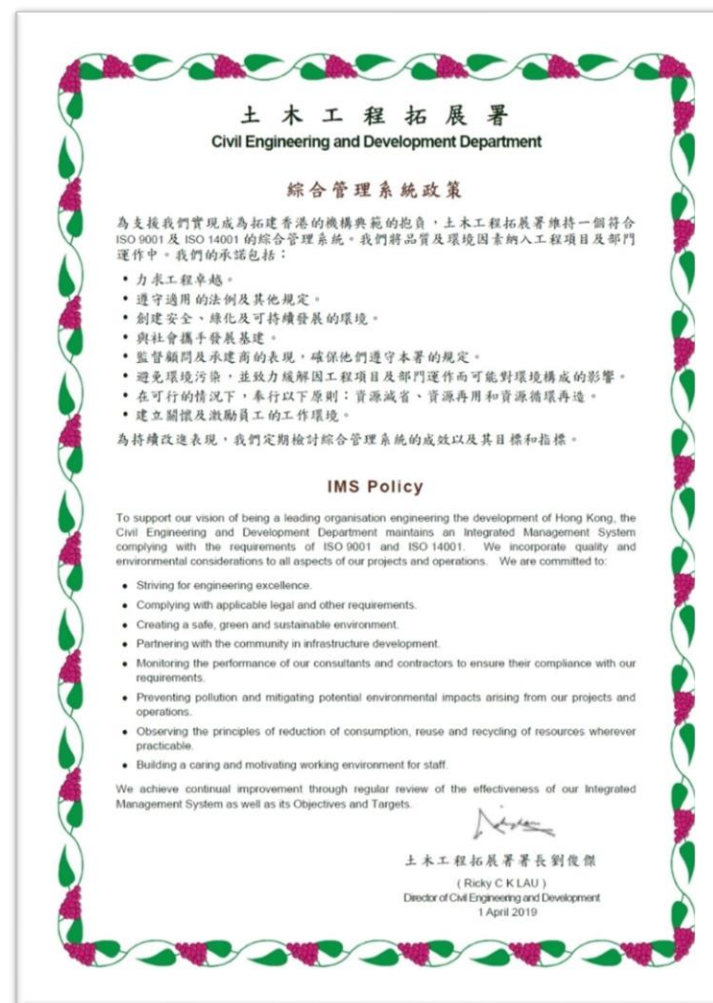 土木工程拓展署
Civil Engineering and Development Department
綜合管理系統政策
為支援我們實現成為拓建香港的機構典範的抱負，土木工程拓展署維持一個符合
ISO 9001 及 ISO 14001 的綜合管理系統。我們將品質及環境因素納入工程項目及部門
運作中。我們的承諾包括：
• 力求工程卓越。
• 遵守適用的法例及其他規定。
• 創建安全、綠化及可持續發展的環境。
• 與社會攜手發展基建。
• 監督顧問及承建商的表現，確保他們遵守本署的規定。
• 避免環境污染，並致力緩解因工程項目及部門運作而可能對環境構成的影響。
• 在可行的情況下，奉行以下原則：資源減省、資源再用和資源循環再造。
• 建立關懷及激勵員工的工作環境。
為持續改進表現，我們定期檢討綜合管理系統的成效以及其目標和指標。
IMS Policy
To support our vision of being a leading organisation engineering the development of Hong Kong, the
Civil Engineering and Development Department maintains an Integrated Management System
complying with the requirements of ISO 9001 and ISO 14001. We incorporate quality and
environmental considerations to all aspects of our projects and operations. We are committed to:
• Striving for engineering excellence.
• Complying with applicable legal and other requirements.
• Creating a safe, green and sustainable environment.
• Partnering with the community in infrastructure development.
• Monitoring the performance of our consultants and contractors to ensure their compliance with our
requirements.
• Preventing pollution and mitigating potential environmental impacts arising from our projects and
operations.
• Observing the principles of reduction of consumption, reuse and recycling of resources wherever
practicable.
• Building a caring and motivating working environment for staff.
We achieve continual improvement through regular review of the effectiveness of our Integrated
Management System as well as its Objectives and Targets.
土木工程拓展署署長劉俊傑
( Ricky C K LAU )
Director of Civil Engineering and Development
1 April 2019